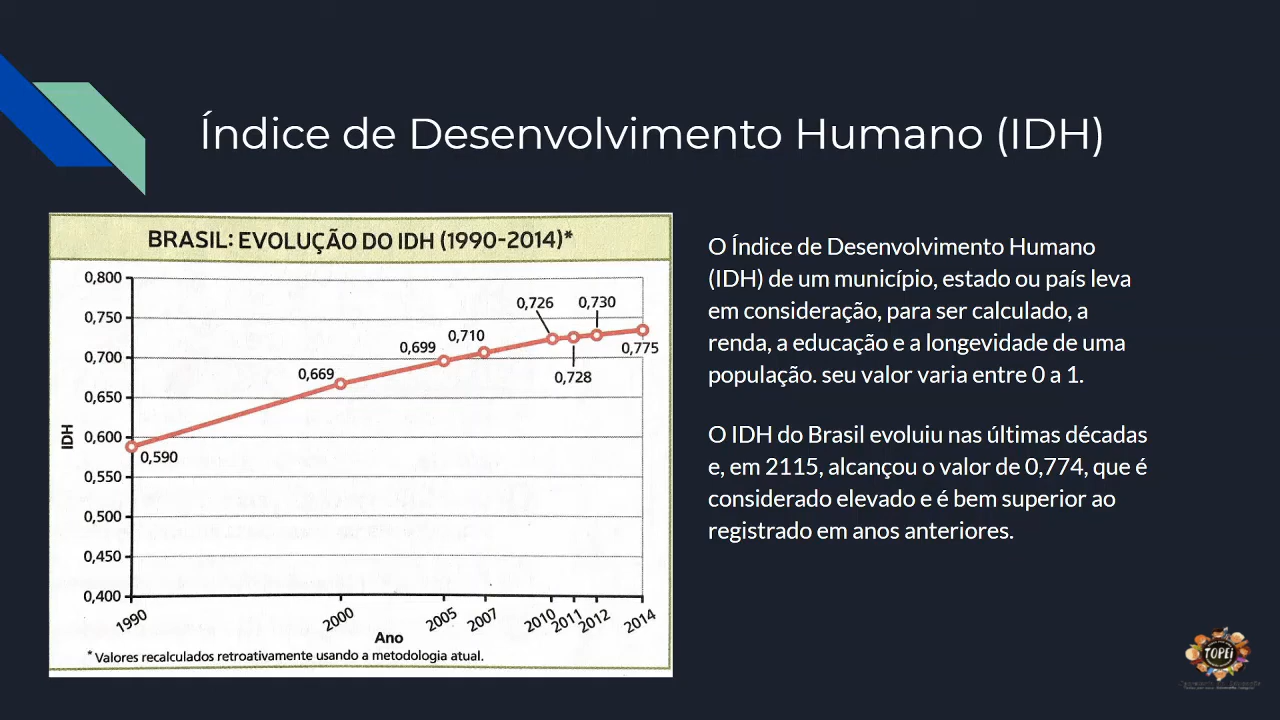 Índice de Desenvolvimento Humano (IDH)
BRASIL: EVOLUÇÃO DO IDH (1990-2014)*
0,800
0,750
0,700
0,650
0,600
0,550
0,500
0,450
0,400
IDH
0,590
0,669
0,699
0,710
0,726
0,728
0,730
0,775
1990
2000
2005
2007
2010
2011
2012
2014
Ano
* Valores recalculados retroativamente usando a metodologia atual.
O Índice de Desenvolvimento Humano
(IDH) de um município, estado ou país leva
em consideração, para ser calculado, a
renda, a educação e a longevidade de uma
população. seu valor varia entre 0 a 1.
O IDH do Brasil evoluiu nas últimas décadas
e, em 2115, alcançou o valor de 0,774, que é
considerado elevado e é bem superior ao
registrado em anos anteriores.
TOPEi